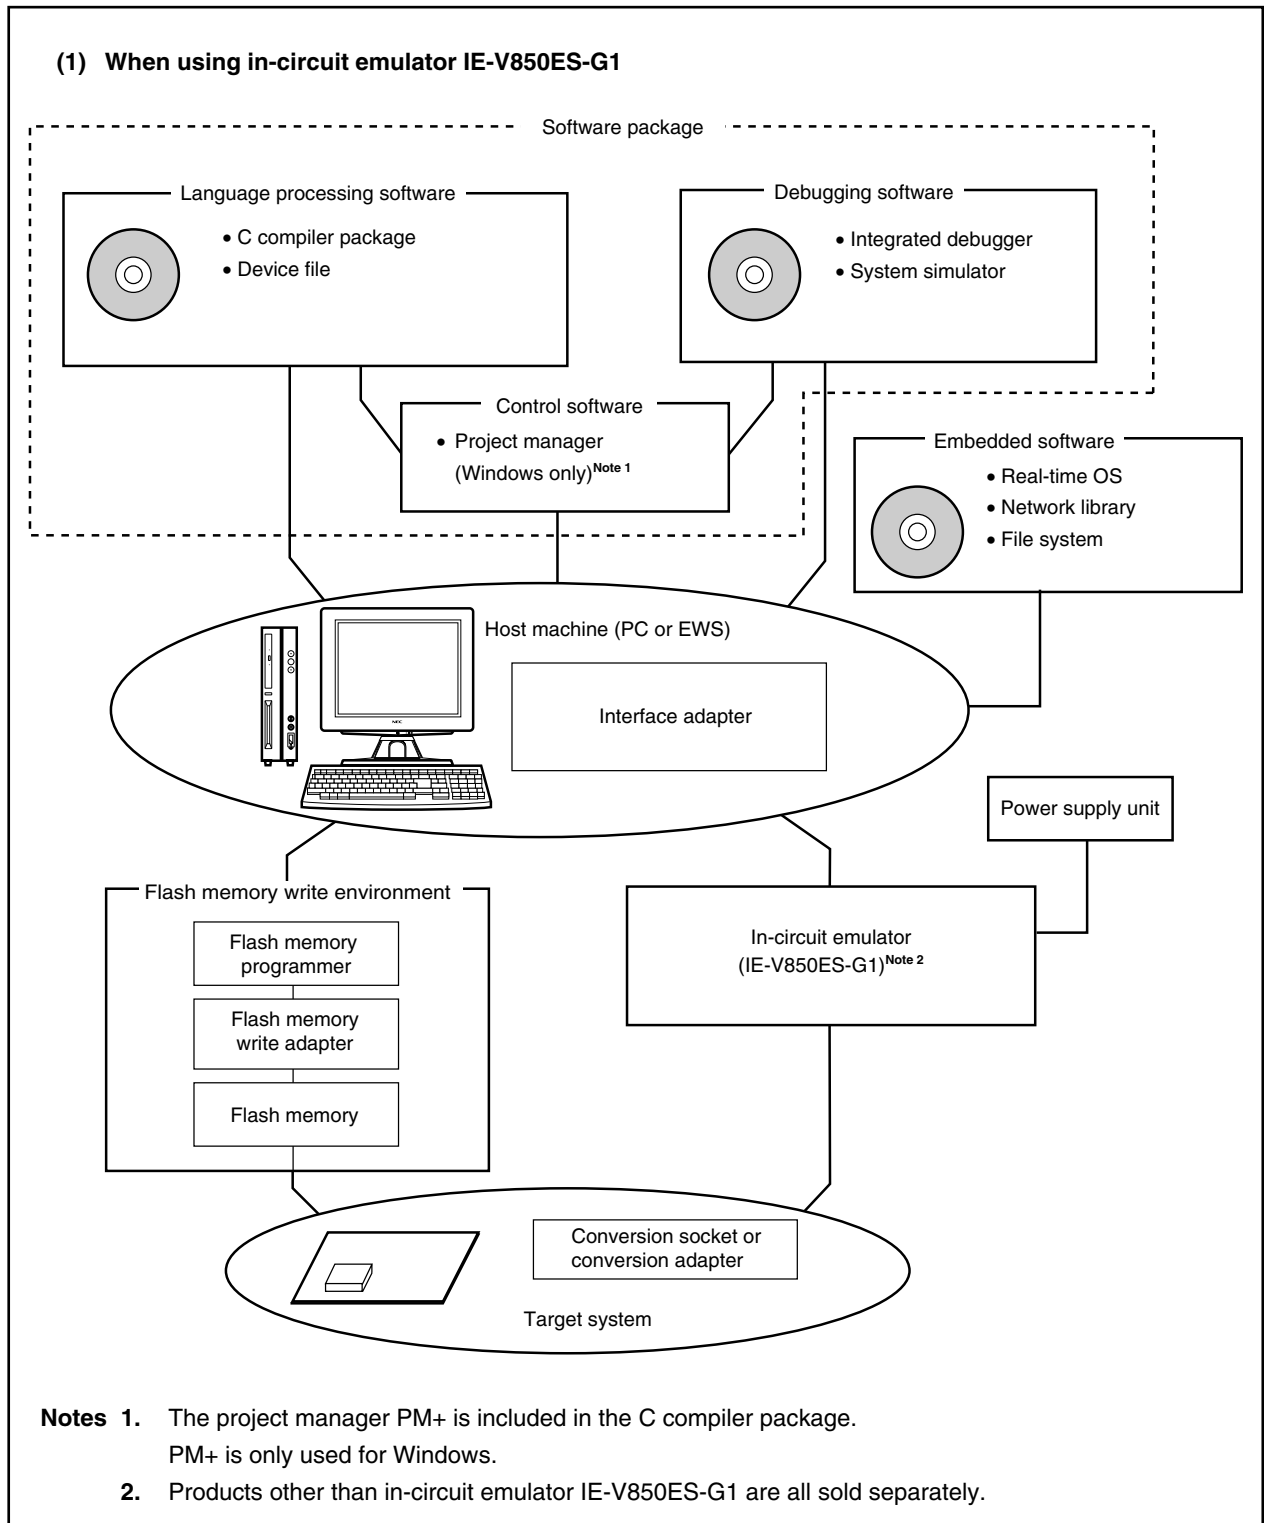 (1) When using in-circuit emulator IE-V850ES-G1
Software package
Language processing software
• C compiler package
• Device file
Debugging software
• Integrated debugger
• System simulator
Control software
• Project manager
(Windows only)Note 1
Embedded software
• Real-time OS
• Network library
• File system
Host machine (PC or EWS)
NEC
Interface adapter
Power supply unit
Flash memory write environment
Flash memory
programmer
Flash memory
write adapter
Flash memory
In-circuit emulator
(IE-V850ES-G1)Note 2
Conversion socket or
conversion adapter
Target system
Notes 1. The project manager PM+ is included in the C compiler package.
PM+ is only used for Windows.
2. Products other than in-circuit emulator IE-V850ES-G1 are all sold separately.